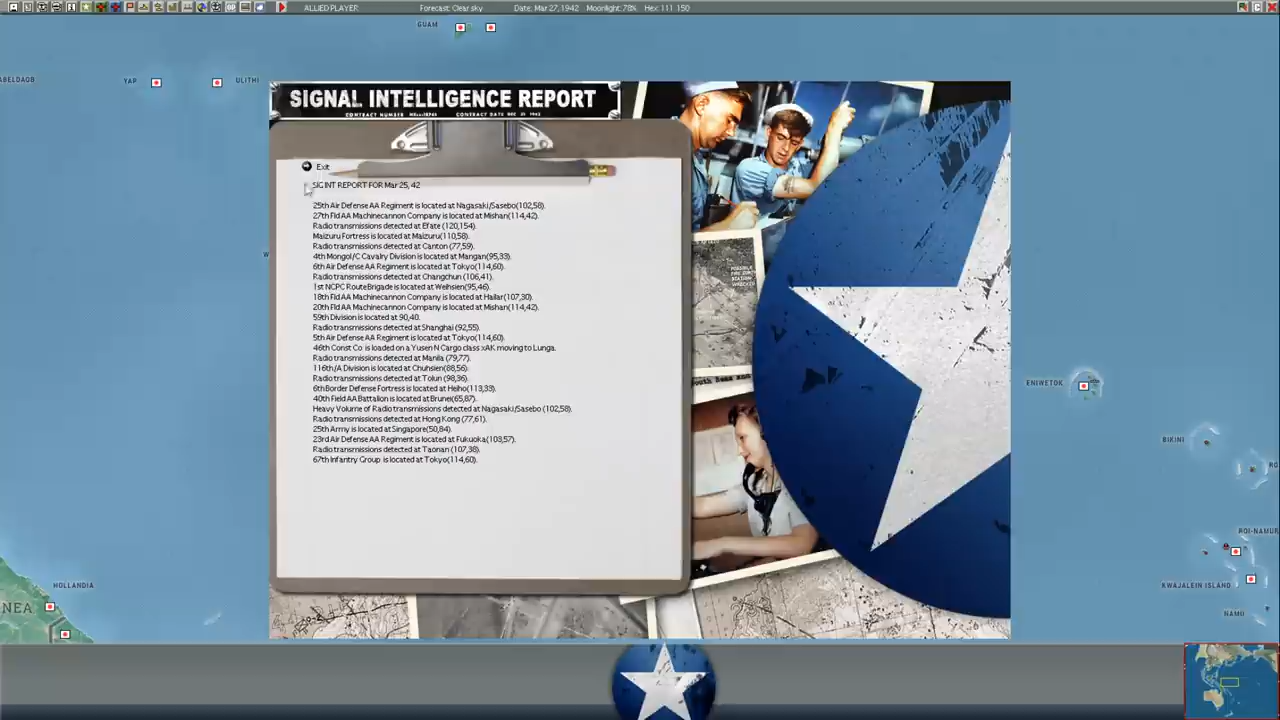 ALLIED PLAYER
Forecast: Clear sky
Date: Mar 27, 1942
Moonlight: 78%
Hex: 111 150
GUAM
YAP
ULITHI
SIGNAL INTELLIGENCE REPORT
Exit
SIG INT REPORT FOR Mar 25, 42
25th Air Defense AA Regiment is located at Nagasaki/Sasebo(102,58).
27th Fld AA Machinecannon Company is located at Mishan(114,42).
Radio transmissions detected at Efate (120,154).
Maizuru Fortress is located at Maizuru(110,58).
Radio transmissions detected at Canton (77,59).
4th Mongol/C Cavalry Division is located at Mangan(95,33).
6th Air Defense AA Regiment is located at Tokyo(114,60).
Radio transmissions detected at Changchun (106,41).
1st NCPC Route Brigade is located at Weihsien(95,46).
18th Fld AA Machinecannon Company is located at Hailar(107,30).
20th Fld AA Machinecannon Company is located at Mishan(114,42).
59th Division is located at 90,40.
Radio transmissions detected at Shanghai (92,55).
5th Air Defense AA Regiment is located at Tokyo(114,60).
46th Const Co is loaded on a Yusen N Cargo class xAK moving to Lunga.
Radio transmissions detected at Manila (79,77).
116th /A Division is located at Chuhsien(88,56).
Radio transmissions detected at Tolun (98,36).
6th Border Defense Fortress is located at Heiho(113,33).
40th Field AA Battalion is located at Brunei(65,87).
Heavy Volume of Radio transmissions detected at Nagasaki/Sasebo (102,58).
Radio transmissions detected at Hong Kong (77,61).
25th Army is located at Singapore(50,84).
23rd Air Defense AA Regiment is located at Fukuoka(103,57).
Radio transmissions detected at Taonan (107,38).
67th Infantry Group is located at Tokyo(114,60).
ENIWETOK
BIKINI
ROI-NAMUR
KWAJALEIN ISLAND
NAMU
HOLLANDIA
NEA